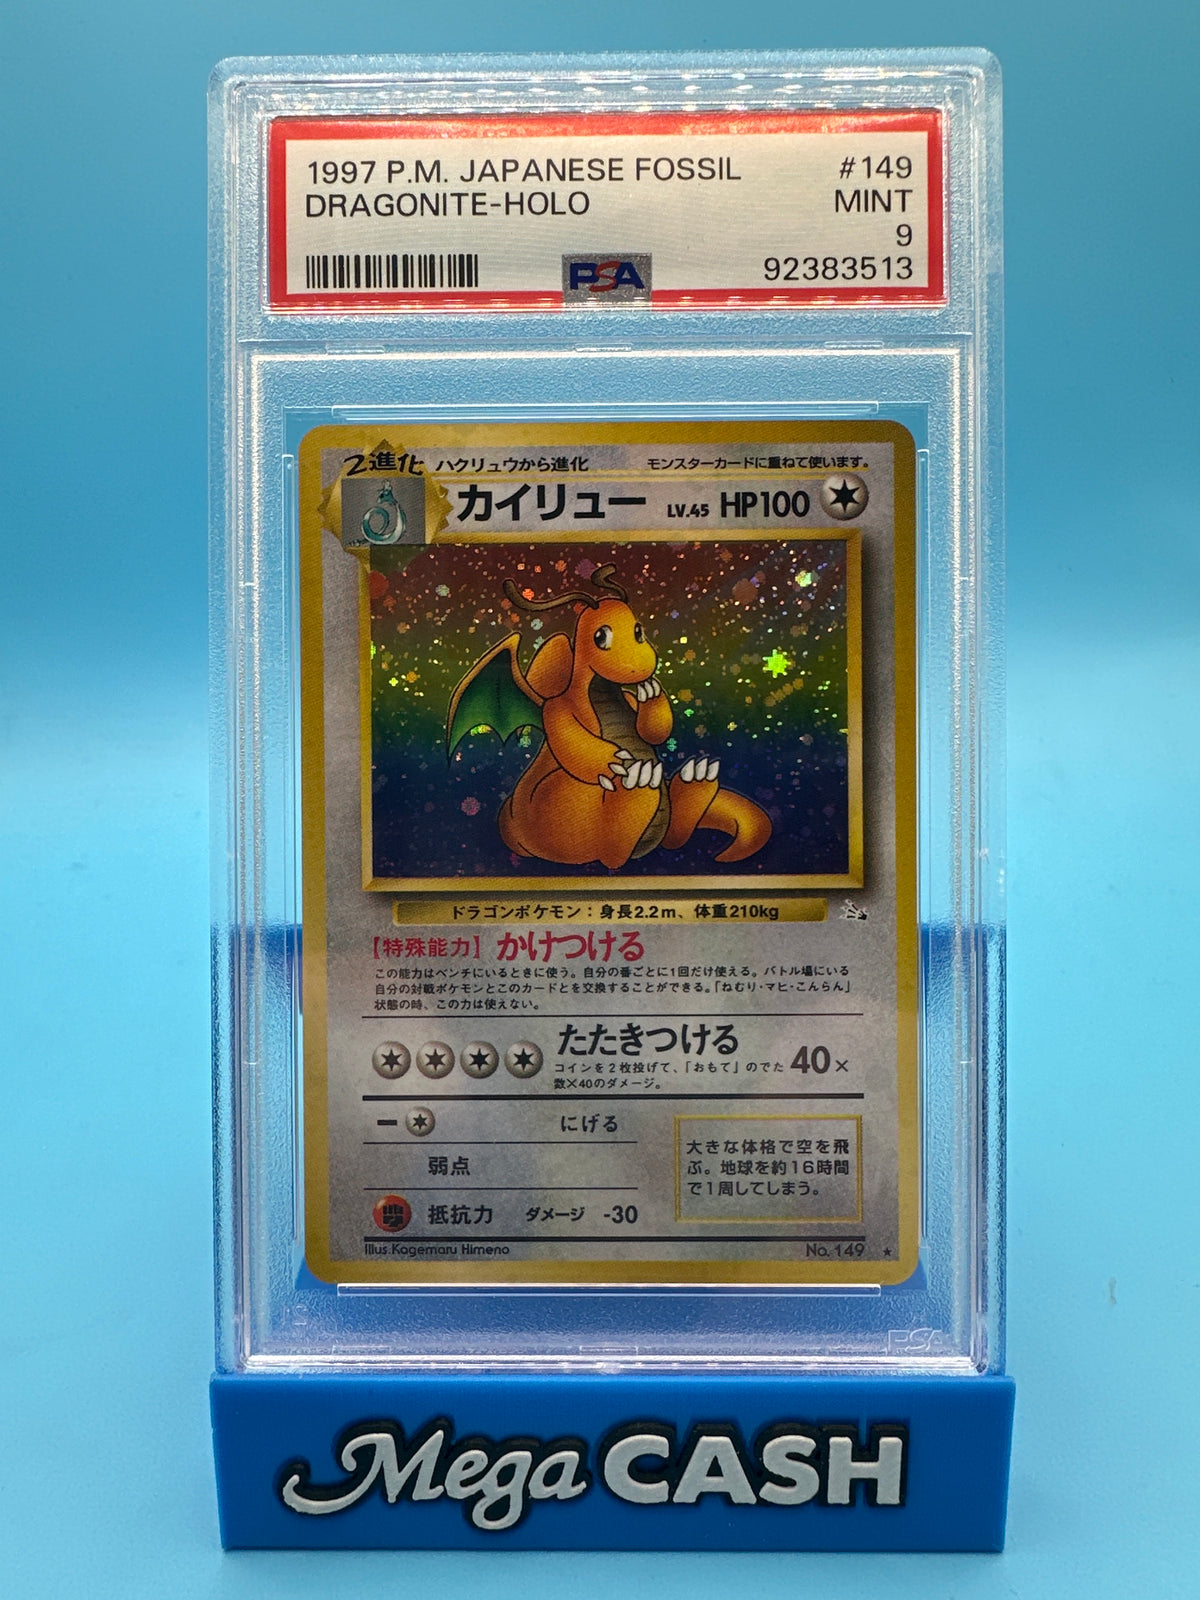 1997 P.M. JAPANESE FOSSIL #149
DRAGONITE-HOLO MINT
9
PSA 92383513
2進化 ハクリュウから進化 モンスターカードに重ねて使います。
カイリュー LV.45 HP100
ドラゴンポケモン：身長2.2m、体重210kg
【特殊能力】かけつける
この能力はベンチにいるときに使う。自分の番ごとに1回だけ使える。バトル場にいる
自分の対戦ポケモンとこのカードとを交換することができる。「ねむり・マヒ・こんらん」
状態の時、この力は使えない。
たたきつける 40×
コインを2枚投げて、「おもて」のでた
数×40のダメージ。
にげる
弱点
抵抗力 ダメージ -30
大きな体格で空を飛
ぶ。地球を約16時間
で1周してしまう。
Illus.Kagemaru Himeno No. 149 ★
PSA
Mega CASH